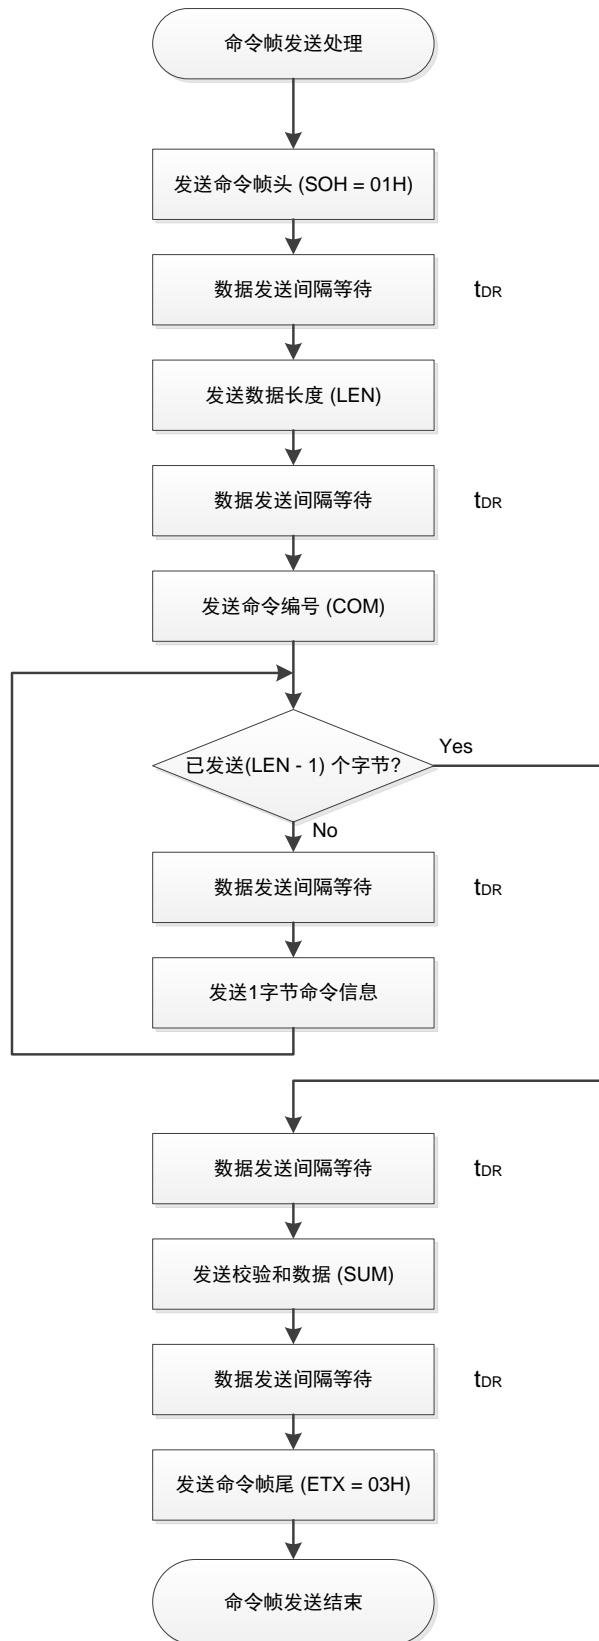 命令帧发送处理
发送命令帧头 (SOH = 01H)
数据发送间隔等待 tDR
发送数据长度 (LEN)
数据发送间隔等待 tDR
发送命令编号 (COM)
已发送(LEN - 1) 个字节? Yes
No
数据发送间隔等待 tDR
发送1字节命令信息
数据发送间隔等待 tDR
发送校验和数据 (SUM)
数据发送间隔等待 tDR
发送命令帧尾 (ETX = 03H)
命令帧发送结束